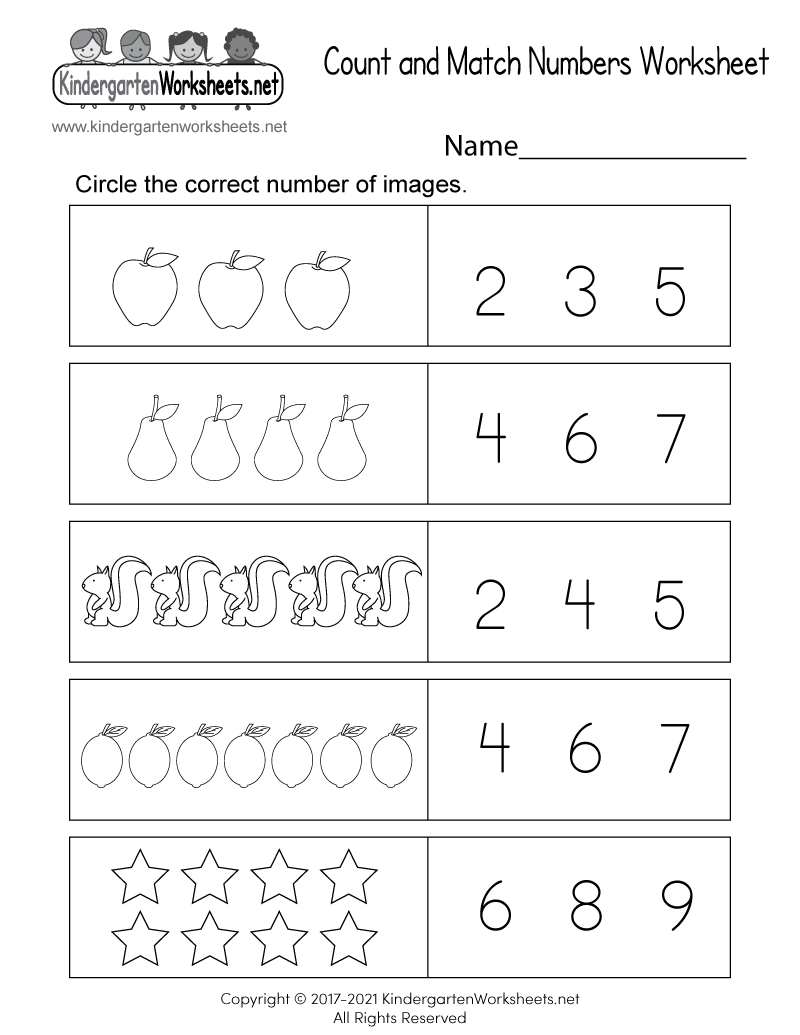 KindergartenWorksheets.net
www.kindergartenworksheets.net
Count and Match Numbers Worksheet
Name
Circle the correct number of images.
2 3 5
4 6 7
2 4 5
4 6 7
6 8 9
Copyright © 2017-2021 KindergartenWorksheets.net
All Rights Reserved